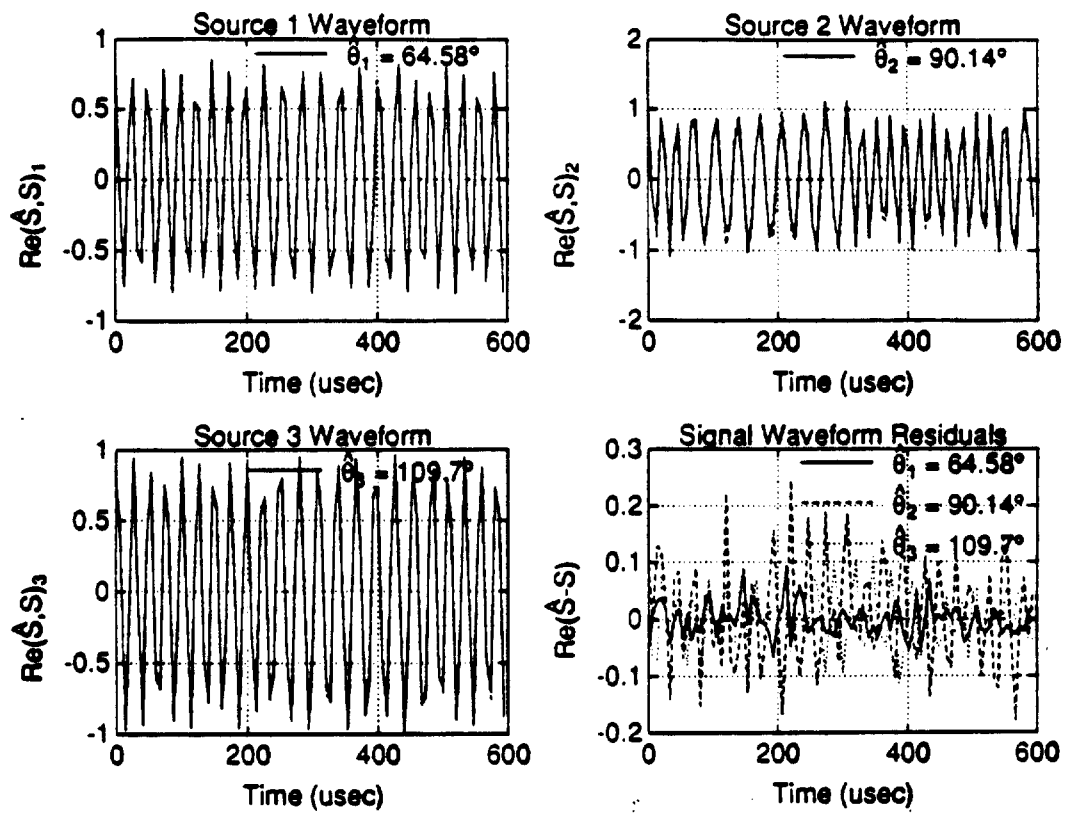 Source 1 Waveform
θ̂₁ = 64.58°
1
0.5
0
-0.5
-1
Re(Ŝ,S)₁
0 200 400 600
Time (usec)
Source 2 Waveform
θ̂₂ = 90.14°
2
1
0
-1
-2
Re(Ŝ,S)₂
0 200 400 600
Time (usec)
Source 3 Waveform
θ̂₃ = 109.7°
1
0.5
0
-0.5
-1
Re(Ŝ,S)₃
0 200 400 600
Time (usec)
Signal Waveform Residuals
θ̂₁ = 64.58°
θ̂₂ = 90.14°
θ̂₃ = 109.7°
0.3
0.2
0.1
0
-0.1
-0.2
Re(Ŝ-S)
0 200 400 600
Time (usec)